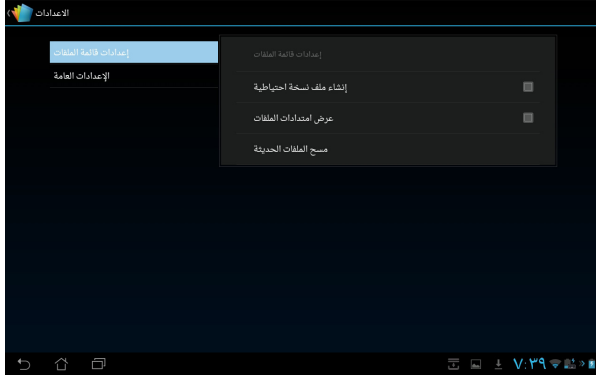 الاعدادات
إعدادات قائمة الملفات
الإعدادات العامة
إعدادات قائمة الملفات
إنشاء ملف نسخة احتياطية
عرض امتدادات الملفات
مسح الملفات الحديثة
٧:٣٩